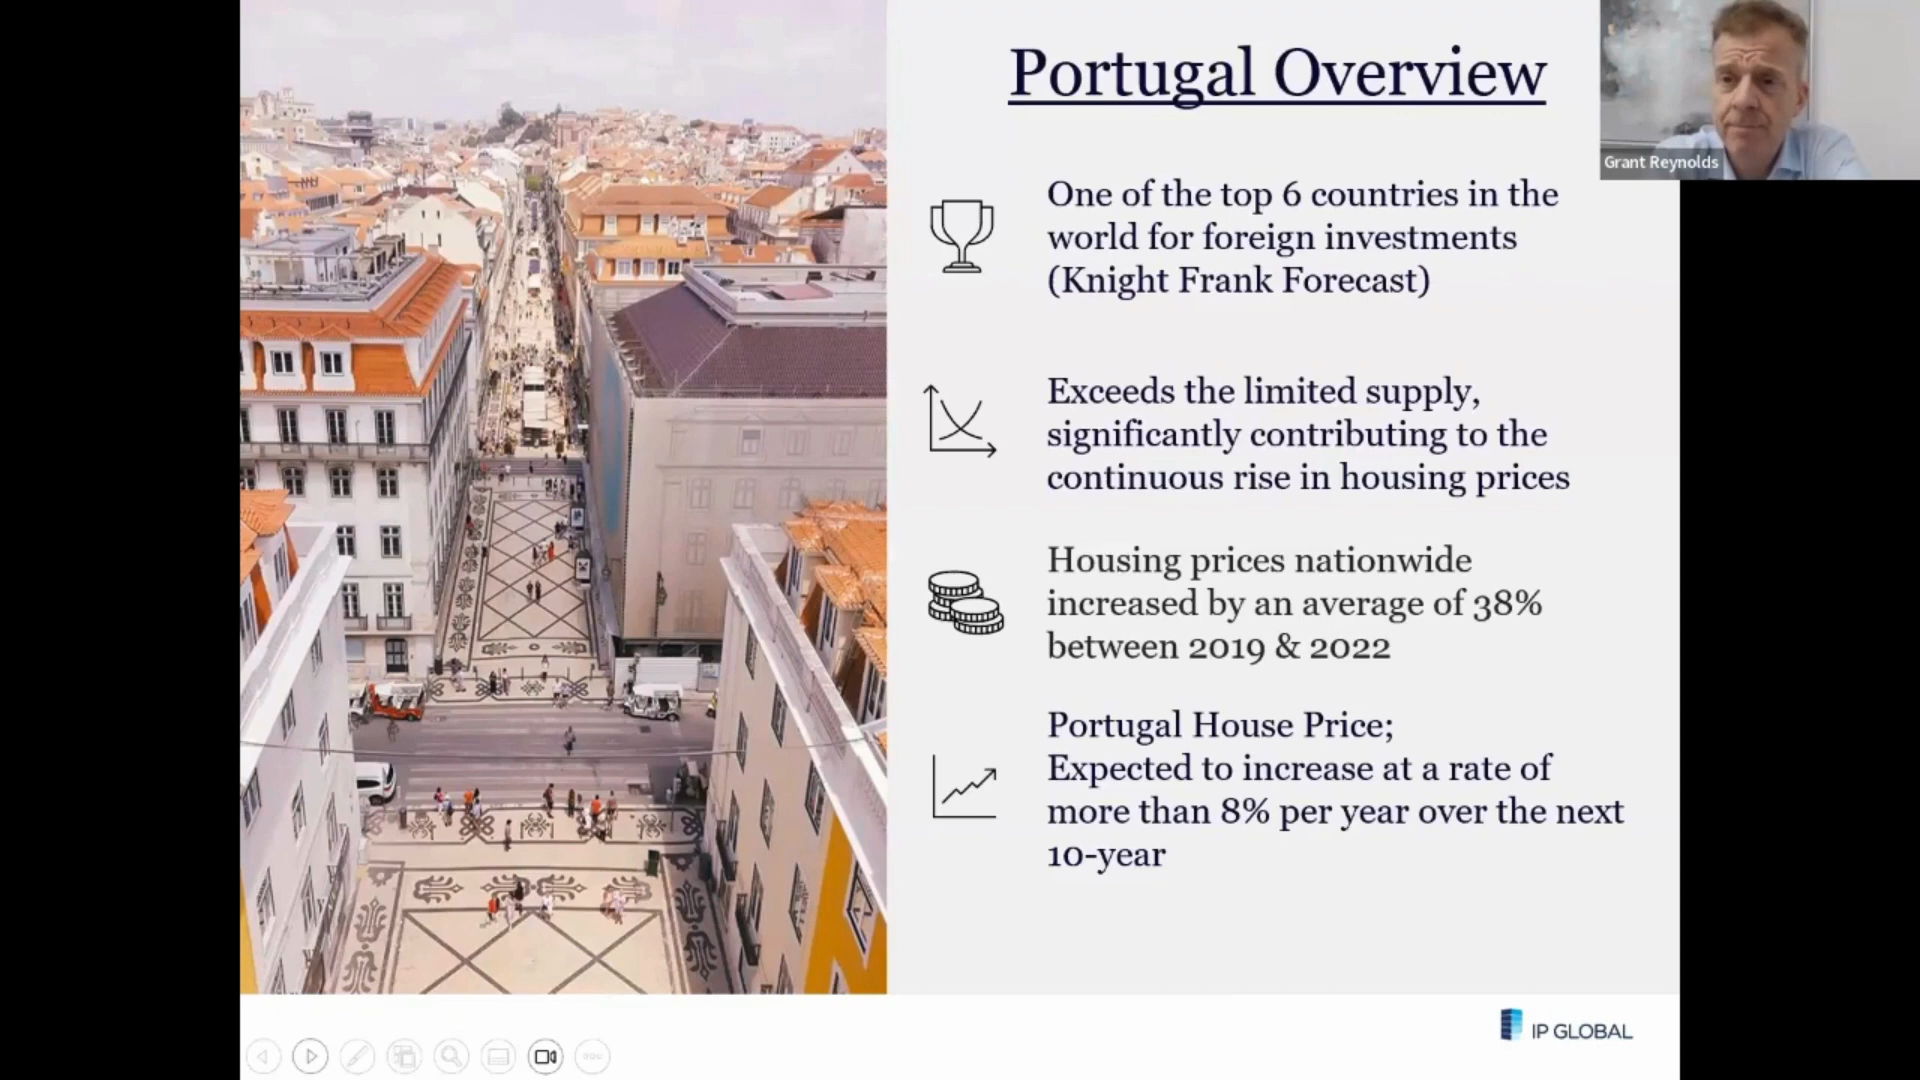 Portugal Overview
Grant Reynolds
One of the top 6 countries in the
world for foreign investments
(Knight Frank Forecast)
Exceeds the limited supply,
significantly contributing to the
continuous rise in housing prices
Housing prices nationwide
increased by an average of 38%
between 2019 & 2022
Portugal House Price;
Expected to increase at a rate of
more than 8% per year over the next
10-year
IP GLOBAL